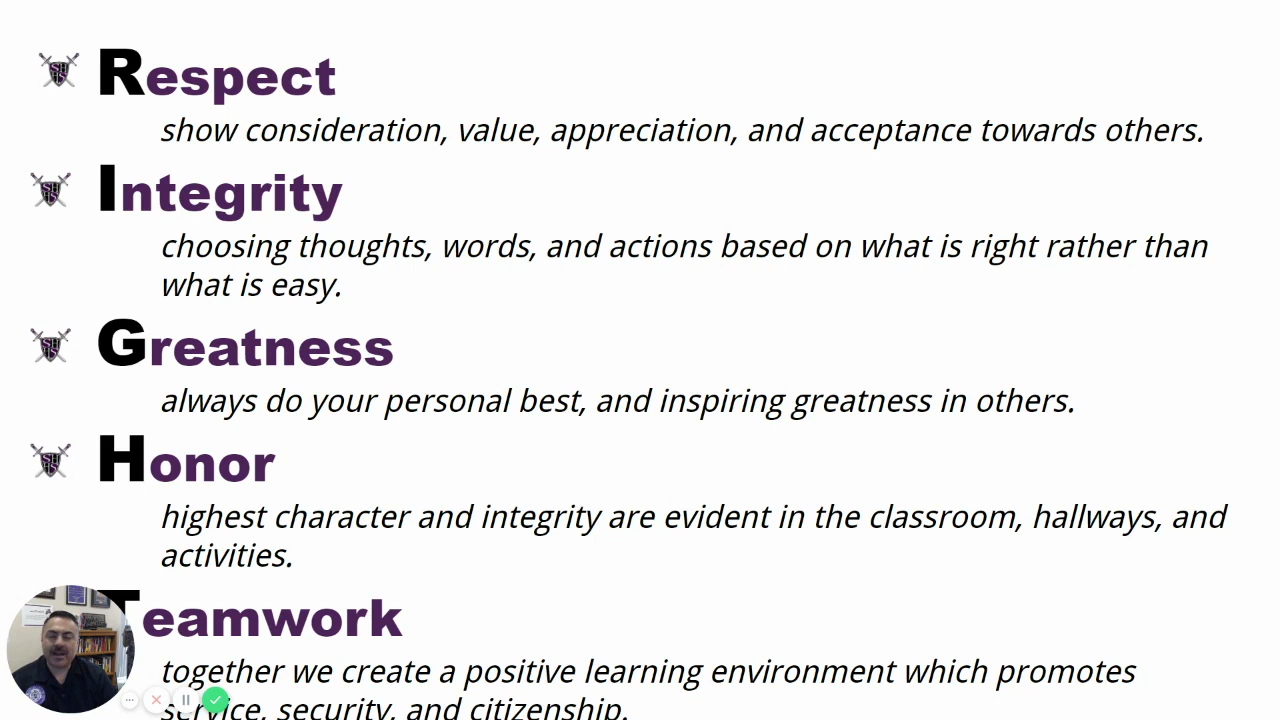 Respect
show consideration, value, appreciation, and acceptance towards others.
Integrity
choosing thoughts, words, and actions based on what is right rather than
what is easy.
Greatness
always do your personal best, and inspiring greatness in others.
Honor
highest character and integrity are evident in the classroom, hallways, and
activities.
Teamwork
together we create a positive learning environment which promotes
service, security, and citizenship.